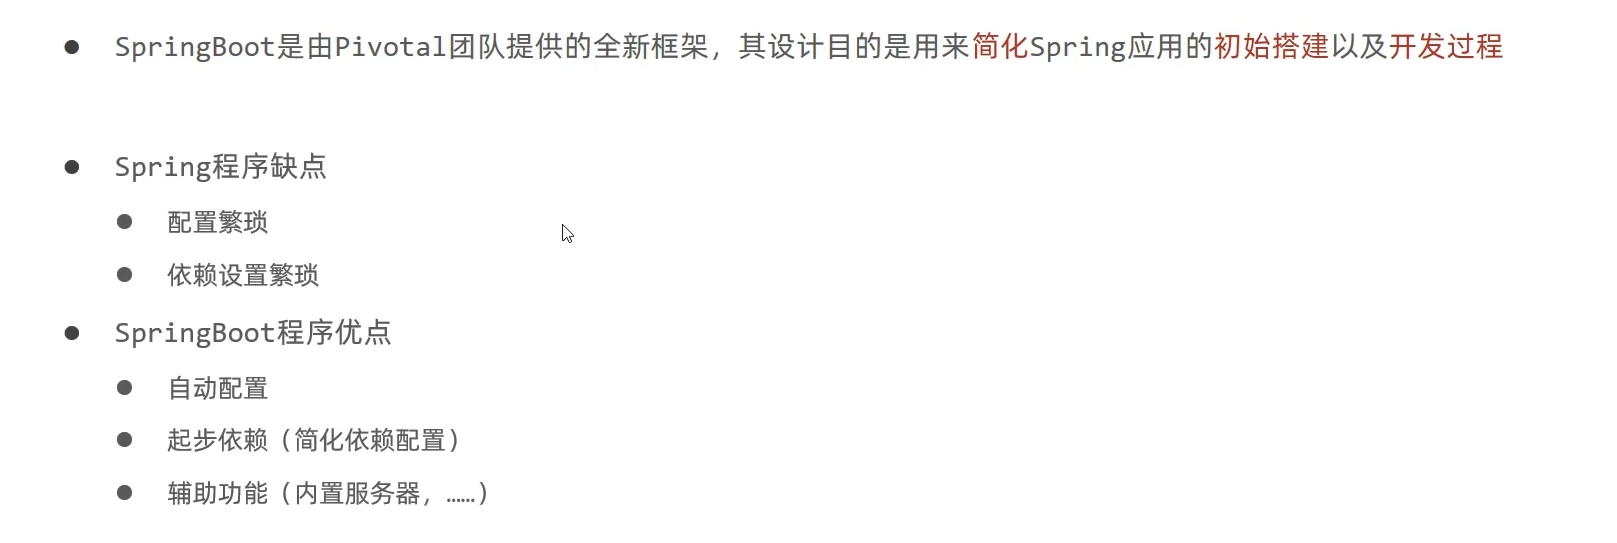 SpringBoot是由Pivotal团队提供的全新框架，其设计目的是用来简化Spring应用的初始搭建以及开发过程
Spring程序缺点
配置繁琐
依赖设置繁琐
SpringBoot程序优点
自动配置
起步依赖（简化依赖配置）
辅助功能（内置服务器，……）